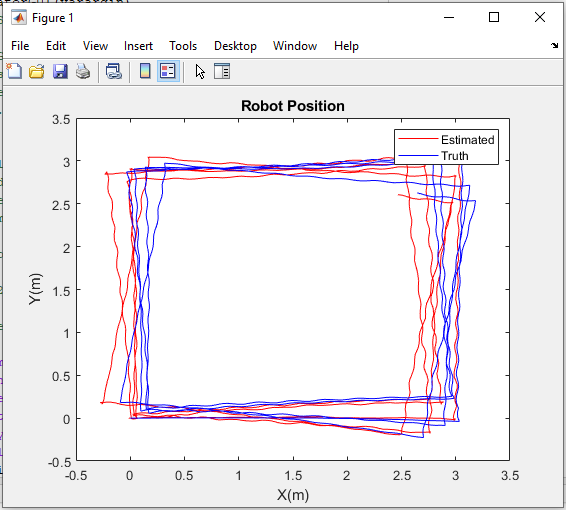 Figure 1
File Edit View Insert Tools Desktop Window Help
Robot Position
Estimated
Truth
Y(m)
3.5
3
2.5
2
1.5
1
0.5
0
-0.5
-0.5 0 0.5 1 1.5 2 2.5 3 3.5
X(m)